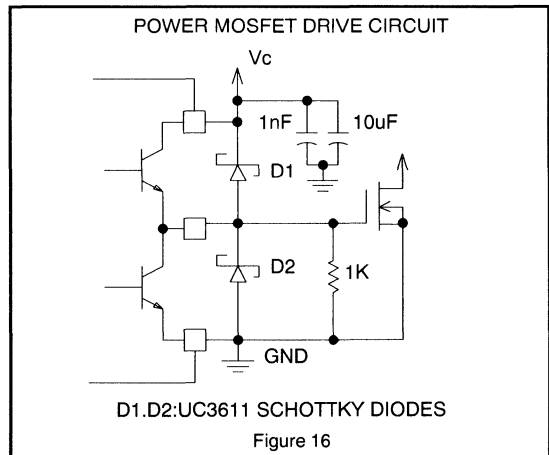 POWER MOSFET DRIVE CIRCUIT
Vc
1nF 10uF
D1
D2
1K
GND
D1.D2:UC3611 SCHOTTKY DIODES
Figure 16